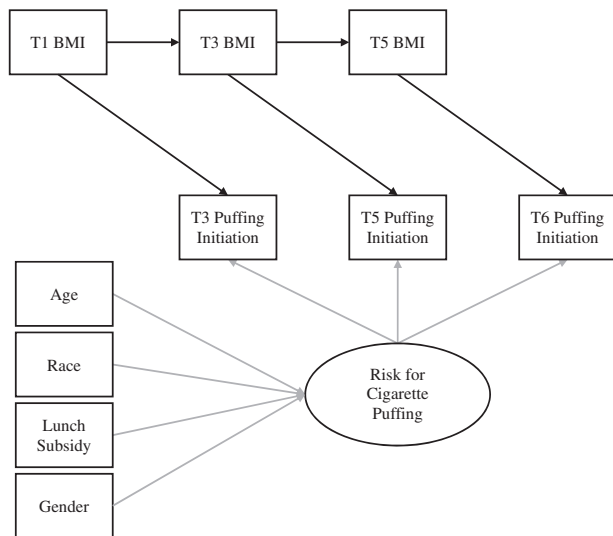 T1 BMI
T3 BMI
T5 BMI
T3 Puffing
Initiation
T5 Puffing
Initiation
T6 Puffing
Initiation
Age
Race
Lunch
Subsidy
Gender
Risk for
Cigarette
Puffing